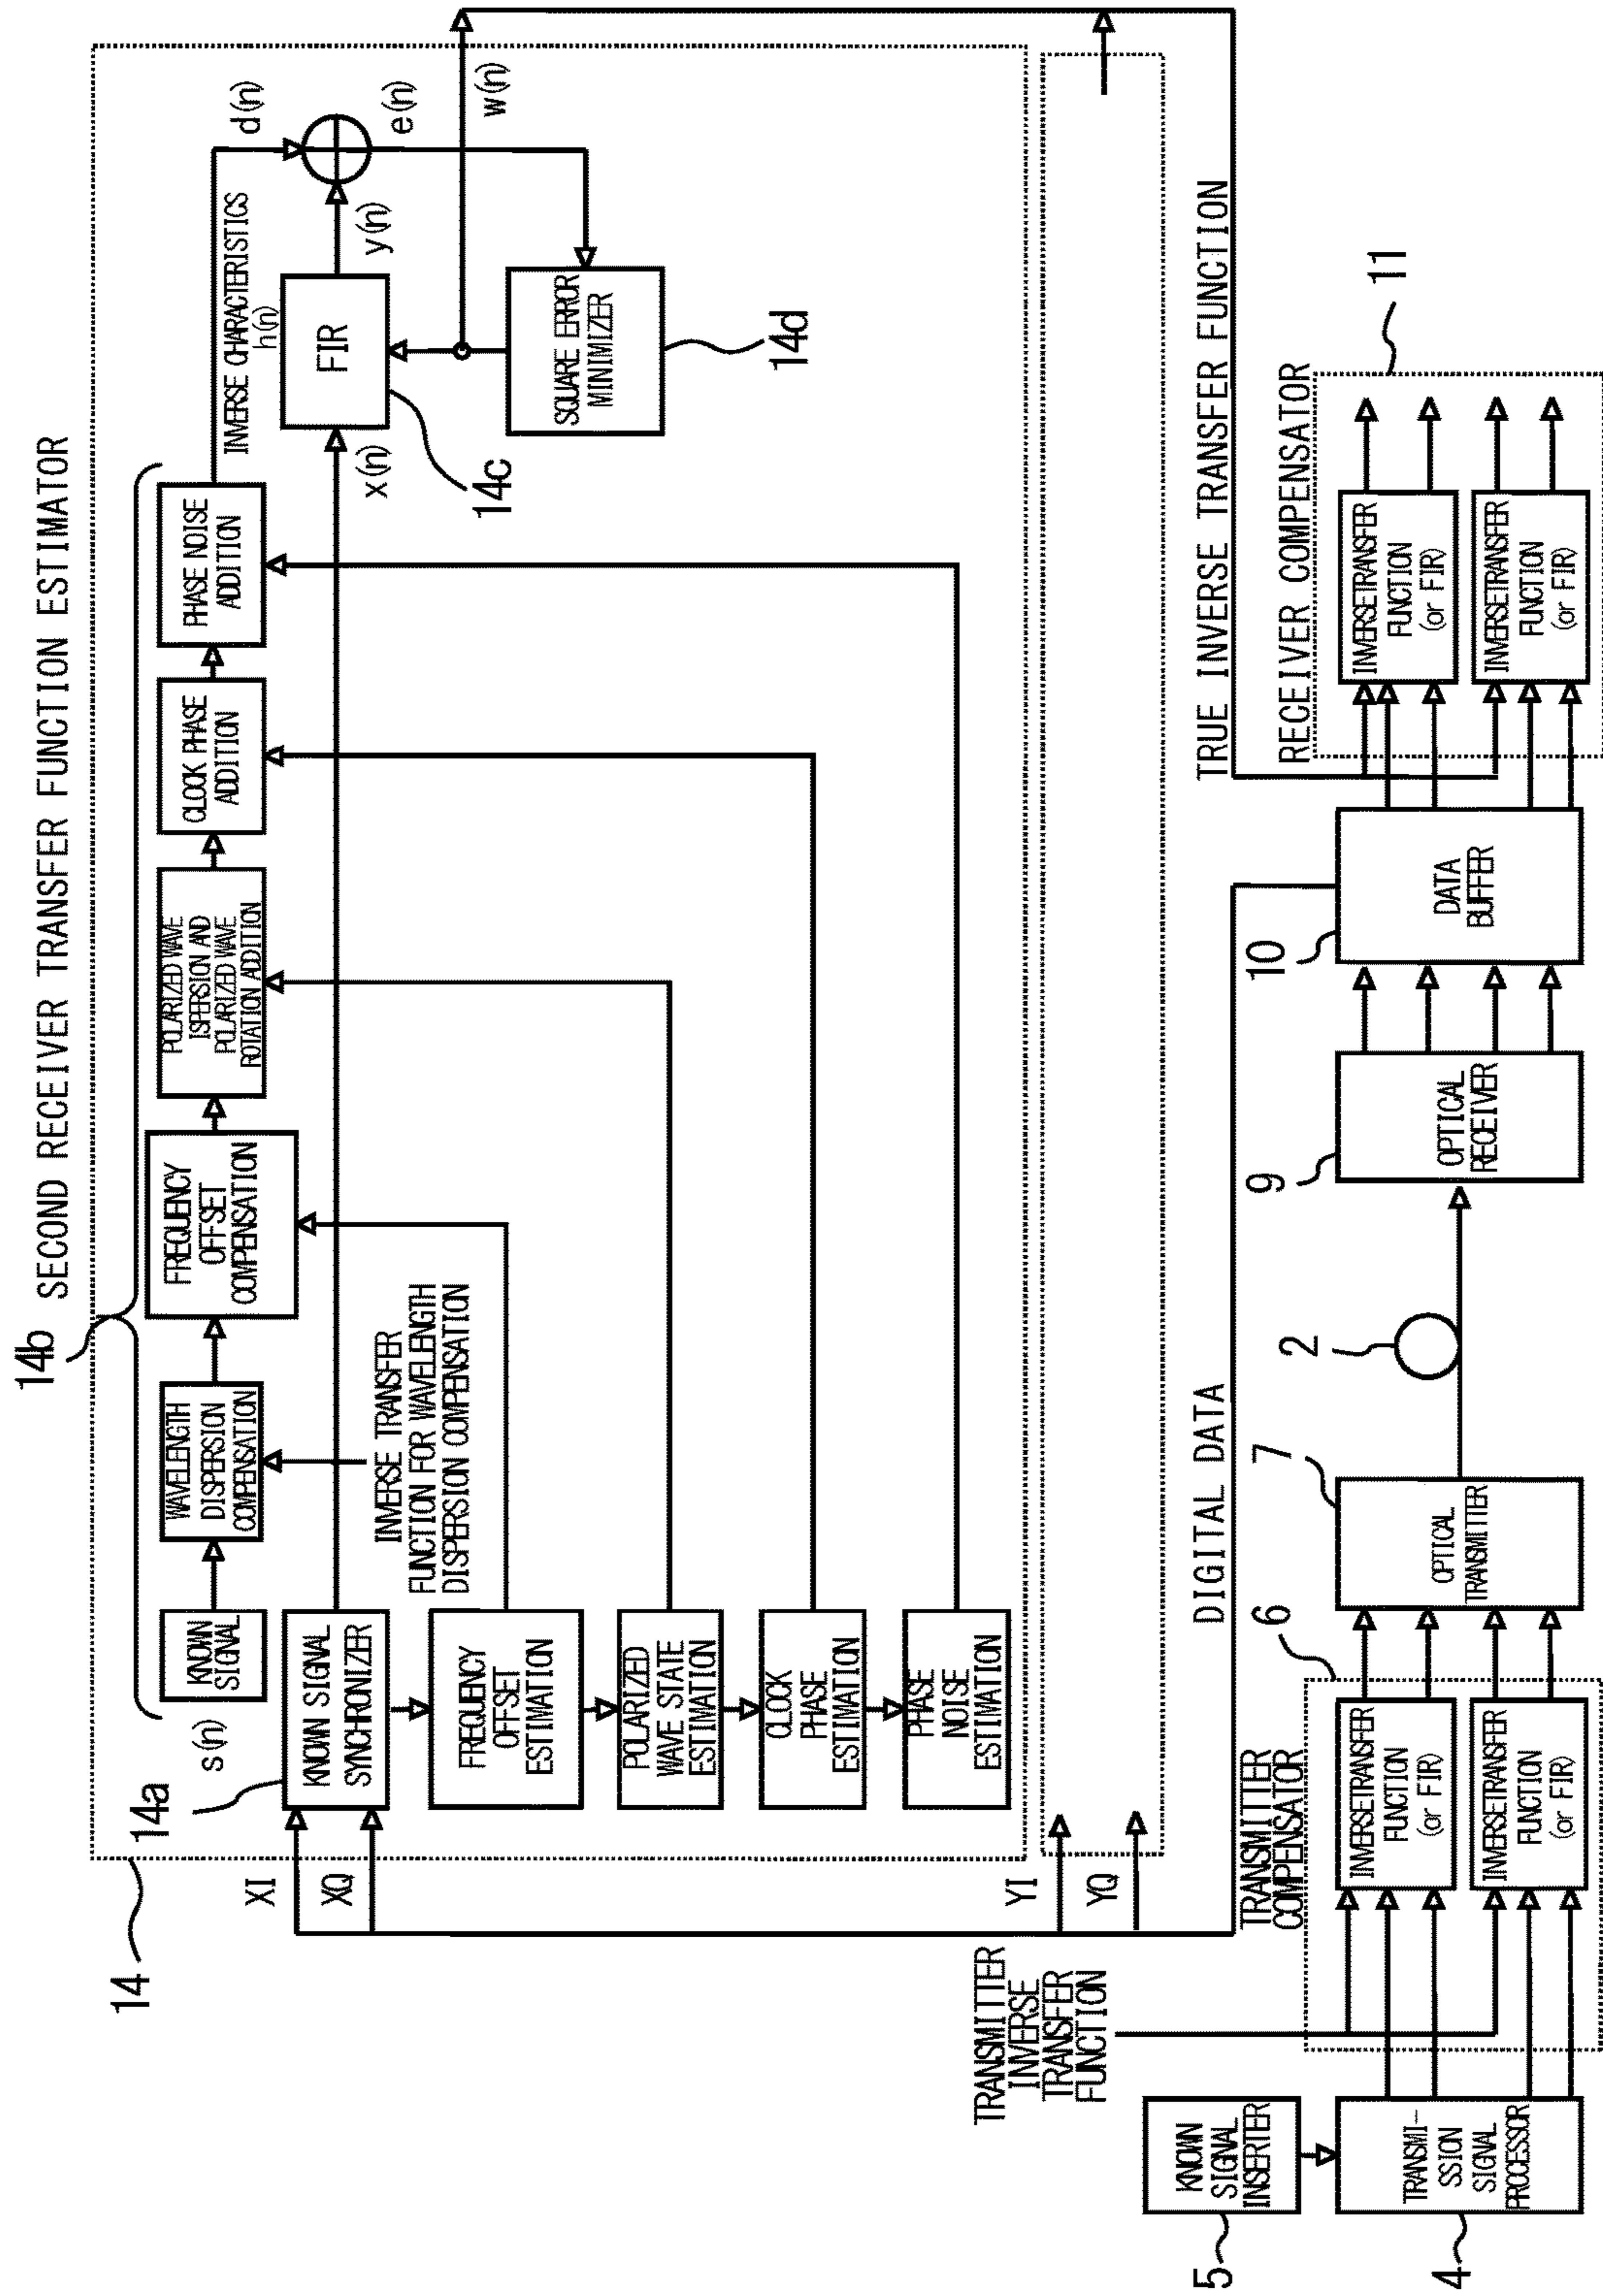 SECOND RECEIVER TRANSFER FUNCTION ESTIMATOR
14b
14
s(n)
KNOWN
SIGNAL
WAVELENGTH
DISPERSION
COMPENSATION
FREQUENCY
OFFSET
COMPENSATION
POLARIZED WAVE
ISPERSION AND
POLARIZED WAVE
ROTATION ADDITION
CLOCK PHASE
ADDITION
PHASE NOISE
ADDITION
INVERSE CHARACTERISTICS
h(n)
d(n)
14a
XI
XQ
KNOWN SIGNAL
SYNCHRONIZER
x(n)
FIR
14c
y(n)
e(n)
w(n)
INVERSE TRANSFER
FUNCTION FOR WAVELENGTH
DISPERSION COMPENSATION
FREQUENCY
OFFSET
ESTIMATION
SQUARE ERROR
MINIMIZER
14d
POLARIZED
WAVE STATE
ESTIMATION
CLOCK
PHASE
ESTIMATION
PHASE
NOISE
ESTIMATION
YI
YQ
TRANSMITTER
INVERSE
TRANSFER
FUNCTION
DIGITAL DATA
TRUE INVERSE TRANSFER FUNCTION
5
KNOWN
SIGNAL
INSERTER
4
TRANSMI-
SSION
SIGNAL
PROCESSOR
TRANSMITTER
COMPENSATOR
6
INVERSETRANSFER
FUNCTION
(or FIR)
INVERSETRANSFER
FUNCTION
(or FIR)
7
OPTICAL
TRANSMITTER
2
9
OPTICAL
RECEIVER
10
DATA
BUFFER
RECEIVER COMPENSATOR
11
INVERSETRANSFER
FUNCTION
(or FIR)
INVERSETRANSFER
FUNCTION
(or FIR)